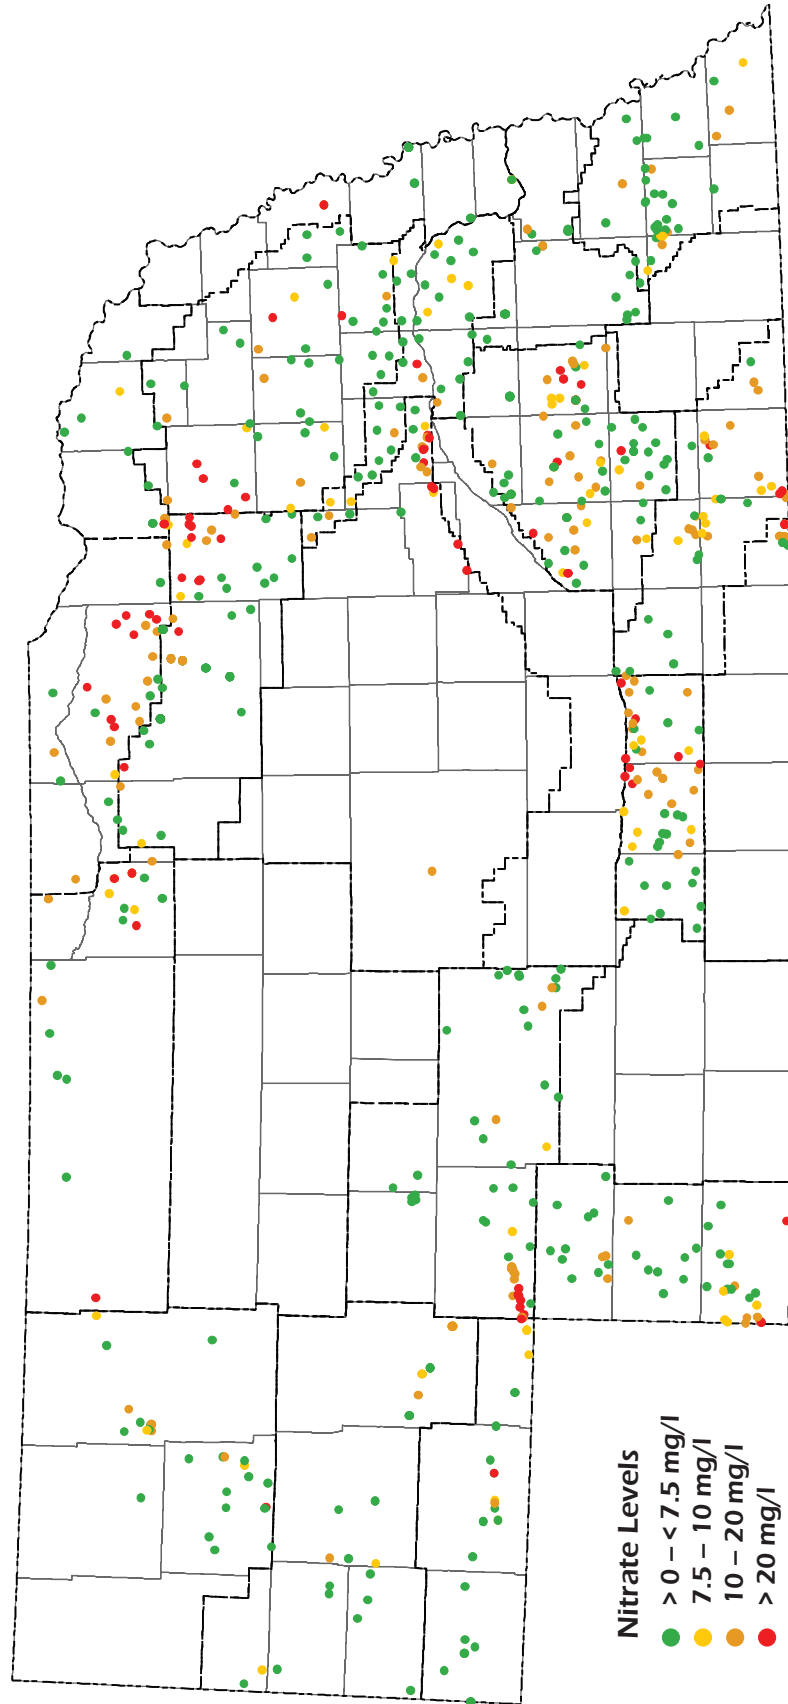 Nitrate Levels
> 0 – < 7.5 mg/l
7.5 – 10 mg/l
10 – 20 mg/l
> 20 mg/l